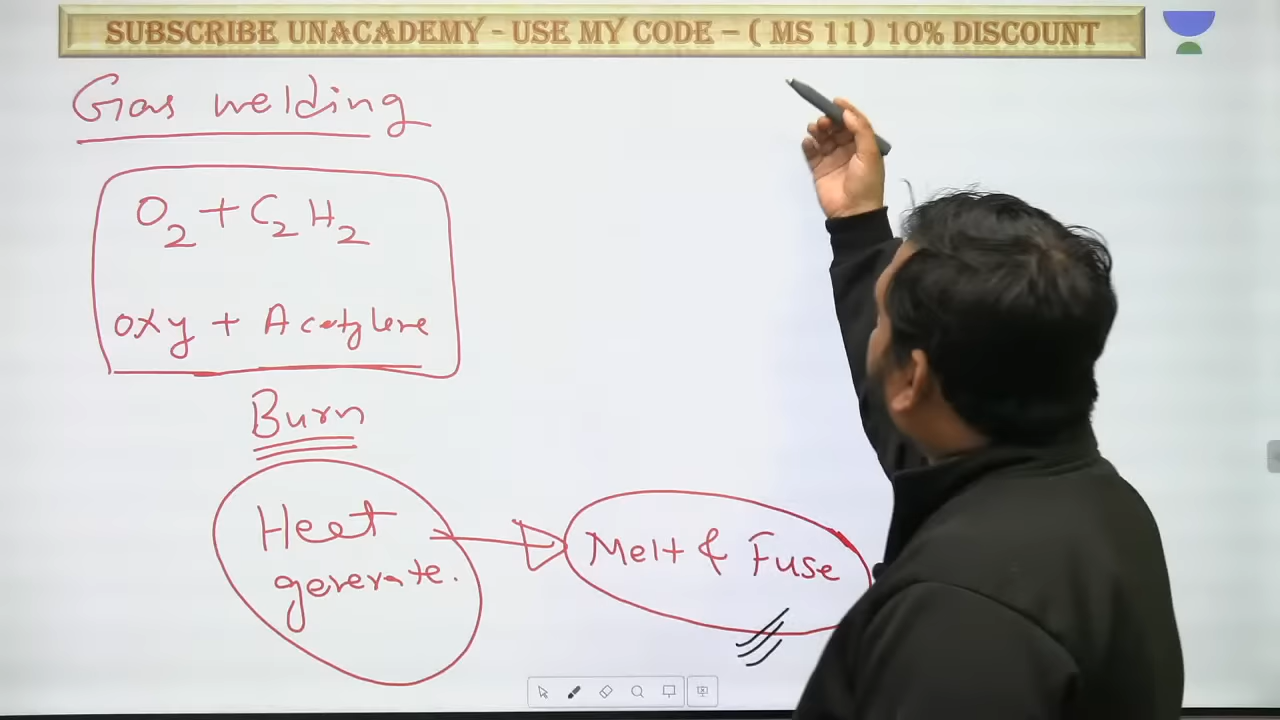 SUBSCRIBE UNACADEMY - USE MY CODE – ( MS 11) 10% DISCOUNT
Gas welding
O2 + C2H2
oxy + Acetylene
Burn
Heat
generate.
Melt & Fuse